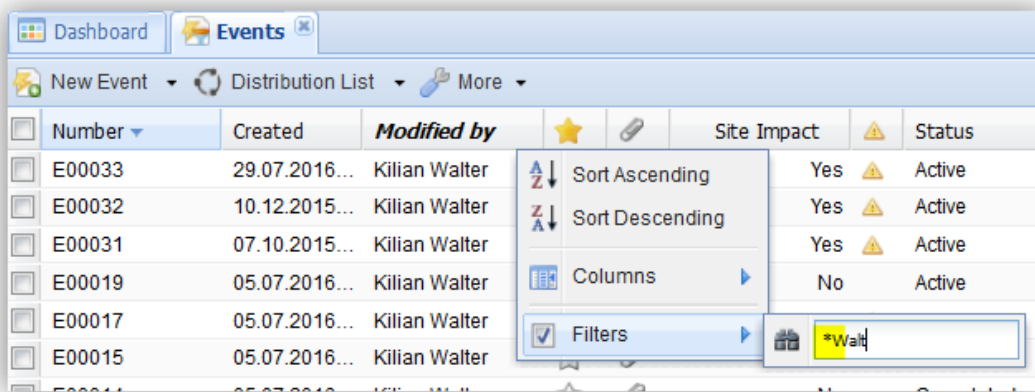 Dashboard Events
New Event Distribution List More
Number Created Modified by Site Impact Status
E00033 29.07.2016... Kilian Walter Yes Active
E00032 10.12.2015... Kilian Walter Yes Active
E00031 07.10.2015... Kilian Walter Yes Active
E00019 05.07.2016... Kilian Walter No Active
E00017 05.07.2016... Kilian Walter
E00015 05.07.2016... Kilian Walter
Sort Ascending
Sort Descending
Columns
Filters
*Walt